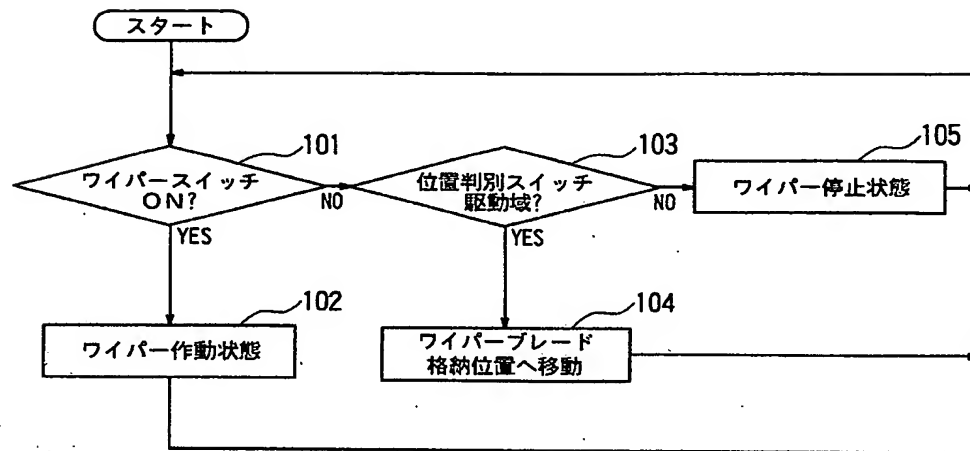 スタート
101
ワイパースイッチ
ON?
NO
YES
103
位置判別スイッチ
駆動域?
NO
YES
105
ワイパー停止状態
102
ワイパー作動状態
104
ワイパーブレード
格納位置へ移動